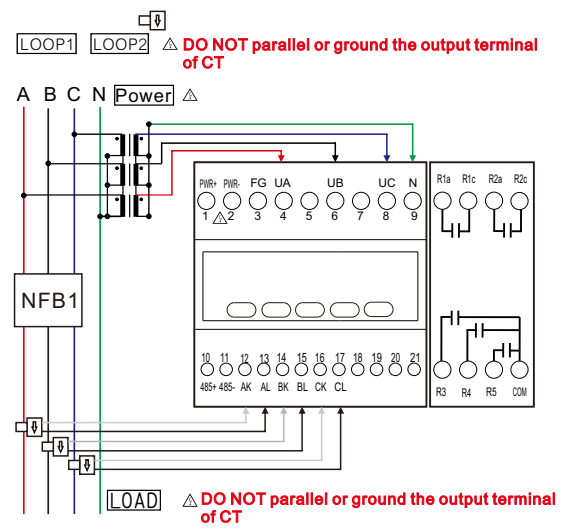 LOOP1 LOOP2 DO NOT parallel or ground the output terminal
of CT
A B C N Power
PWR+ PWR- FG UA UB UC N
1 2 3 4 5 6 7 8 9
R1a R1c R2a R2c
NFB1
10 11 12 13 14 15 16 17 18 19 20 21
485+ 485- AK AL BK BL CK CL
R3 R4 R5 COM
LOAD DO NOT parallel or ground the output terminal
of CT